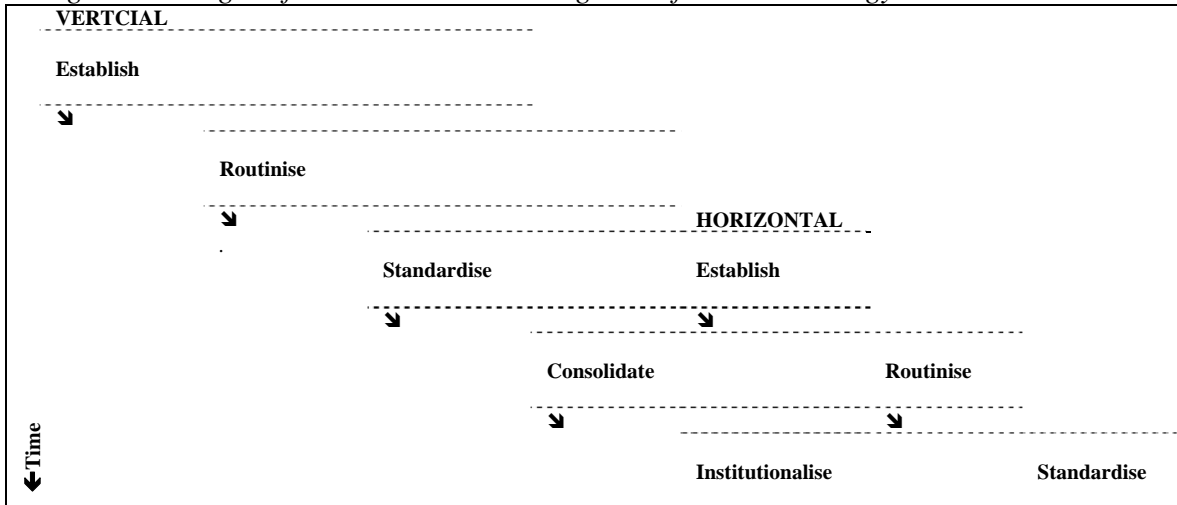 VERTCIAL
Establish
Routinise
HORIZONTAL
.
Standardise Establish
Consolidate Routinise
Time
Institutionalise Standardise